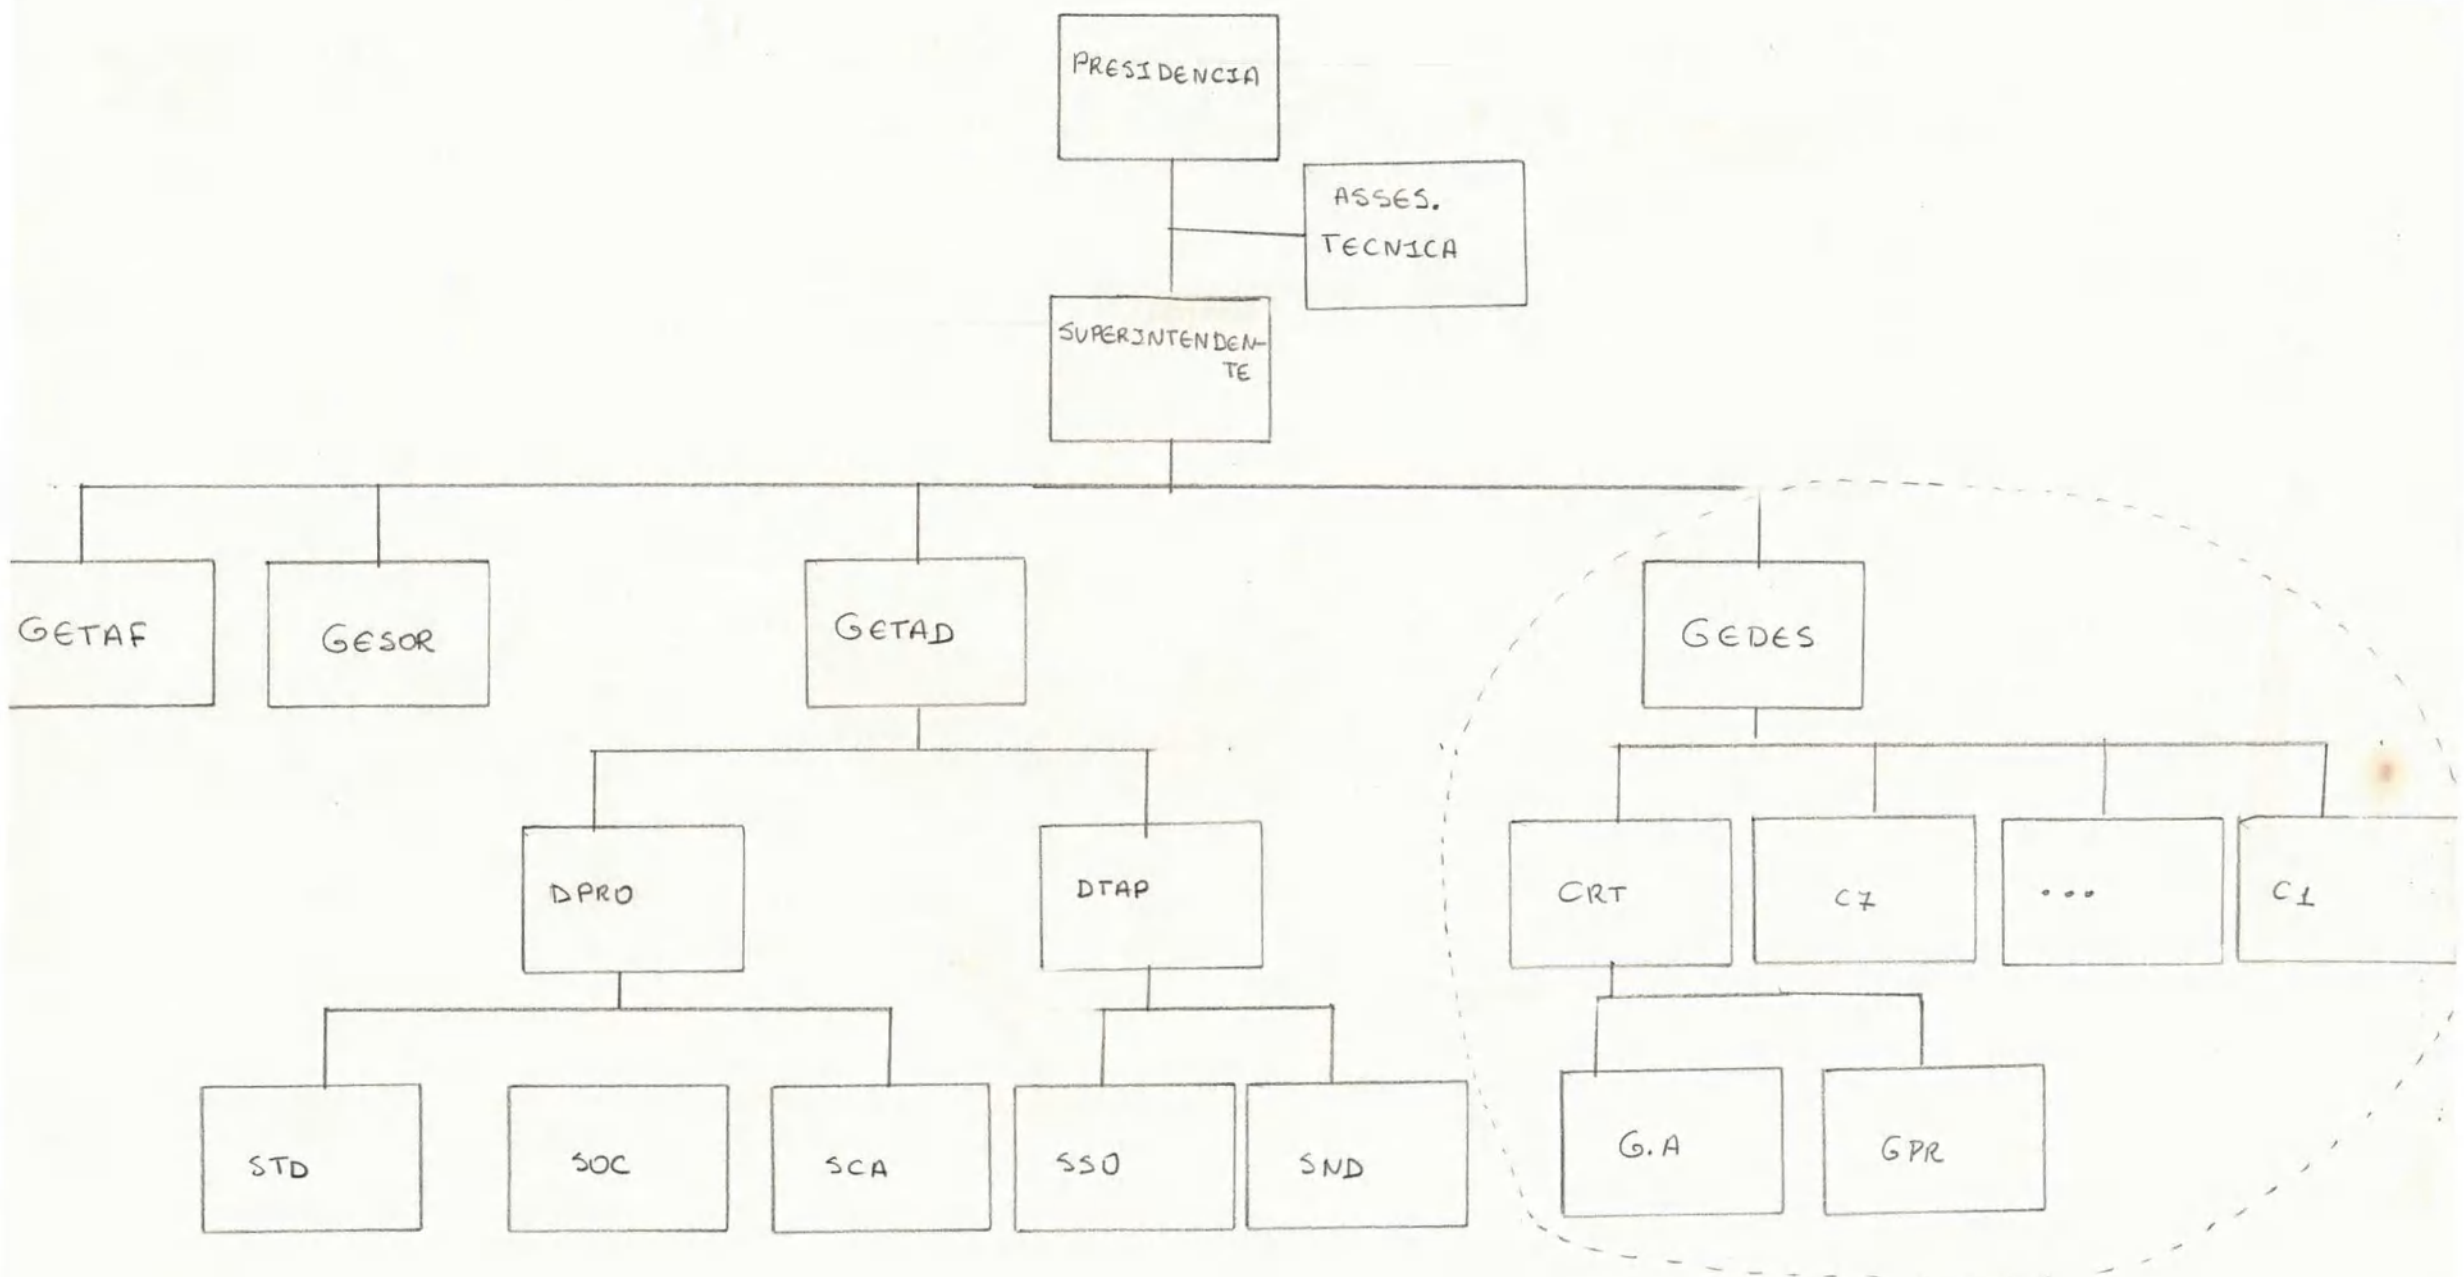 PRESIDENCIA
ASSES.
TECNICA
SUPERINTENDEN-
TE
GETAF
GESOR
GETAD
GEDES
DPRO
DTAP
CRT
C7
...
C1
STD
SOC
SCA
SSO
SND
G.A
GPR